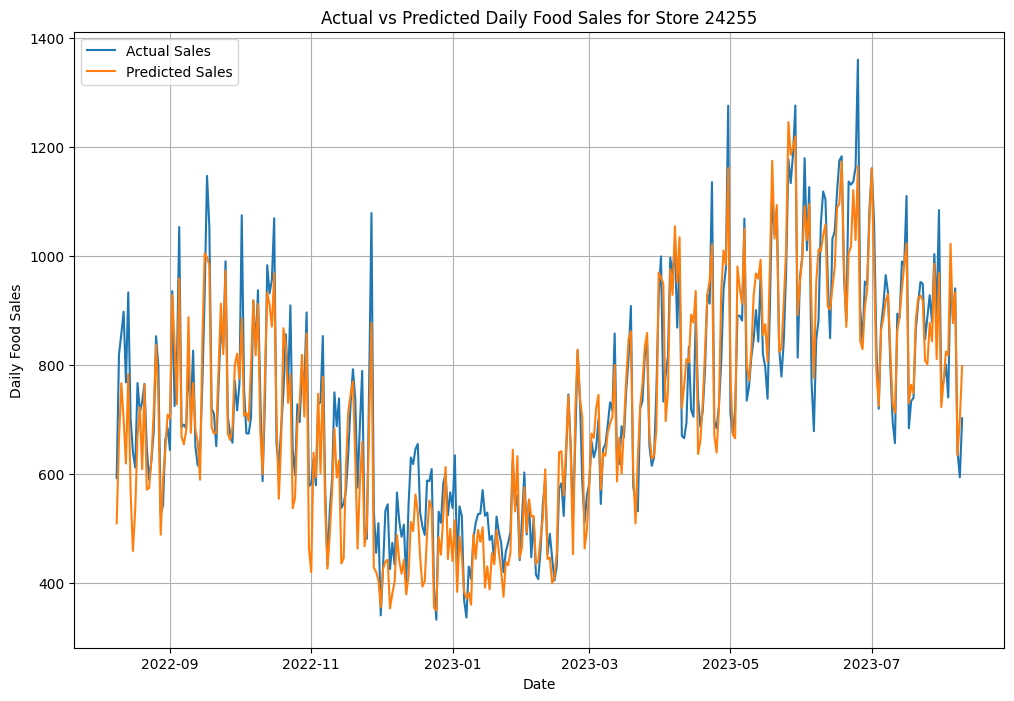 Actual vs Predicted Daily Food Sales for Store 24255
Actual Sales
Predicted Sales
Daily Food Sales
1400
1200
1000
800
600
400
2022-09 2022-11 2023-01 2023-03 2023-05 2023-07
Date